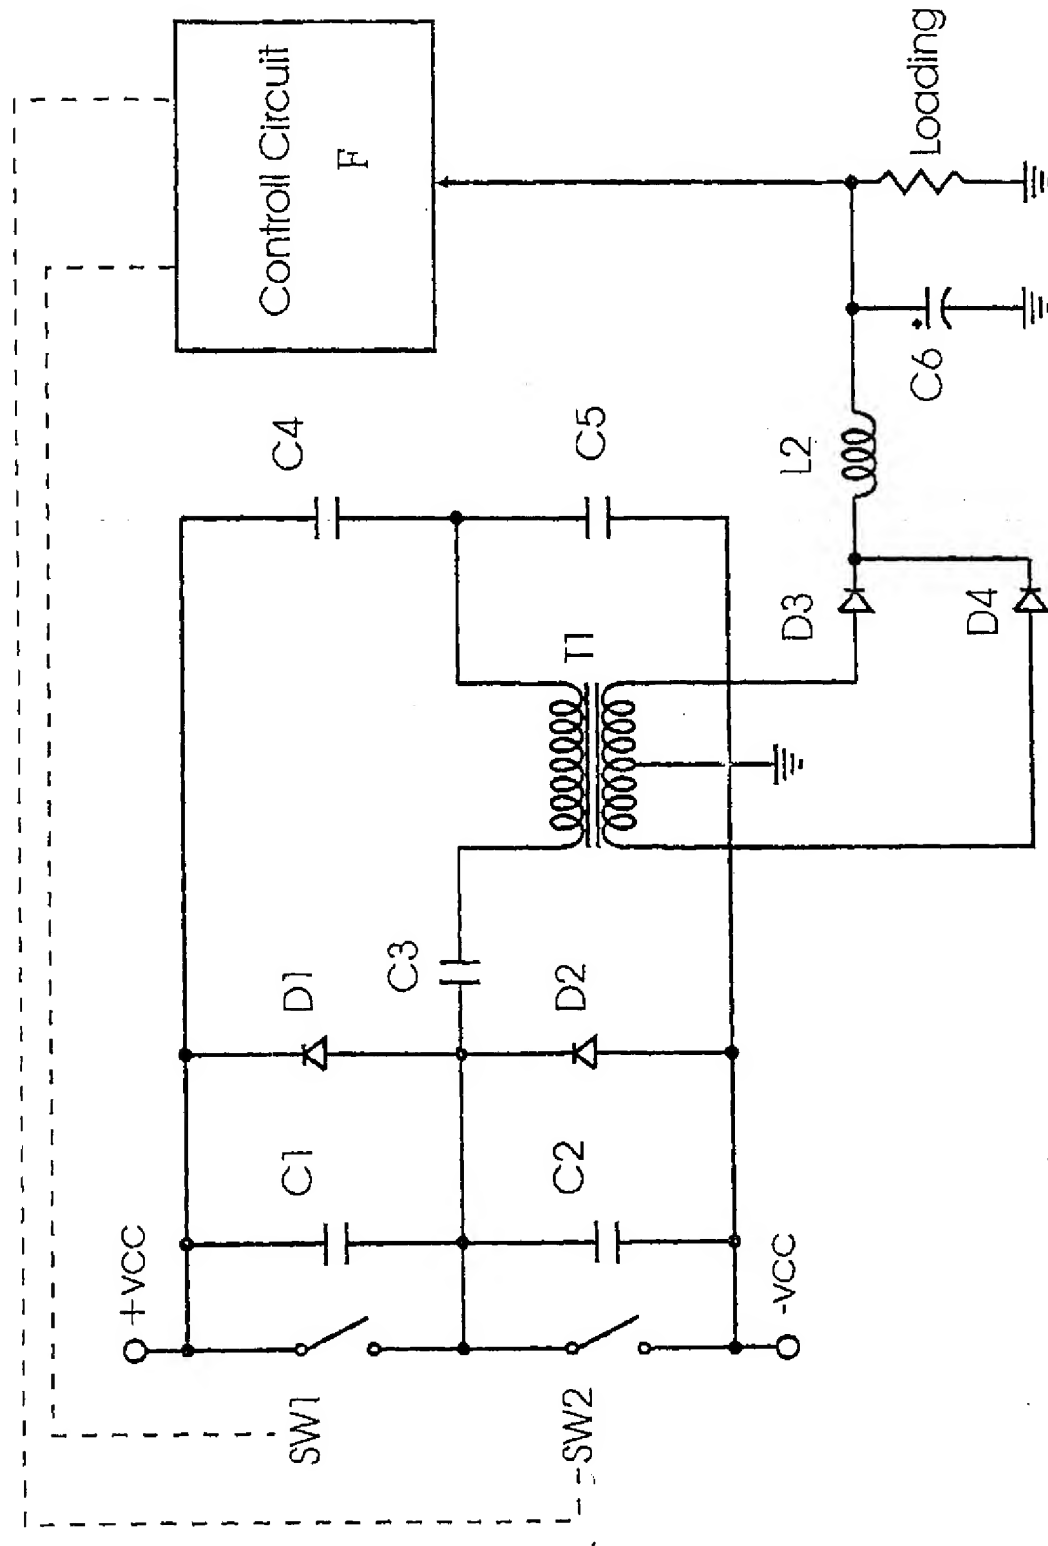 Controll Circuit
F
Loading
C4
C5
C6
L2
T1
D3
D4
C3
D1
D2
C1
C2
+VCC
-VCC
SW1
SW2